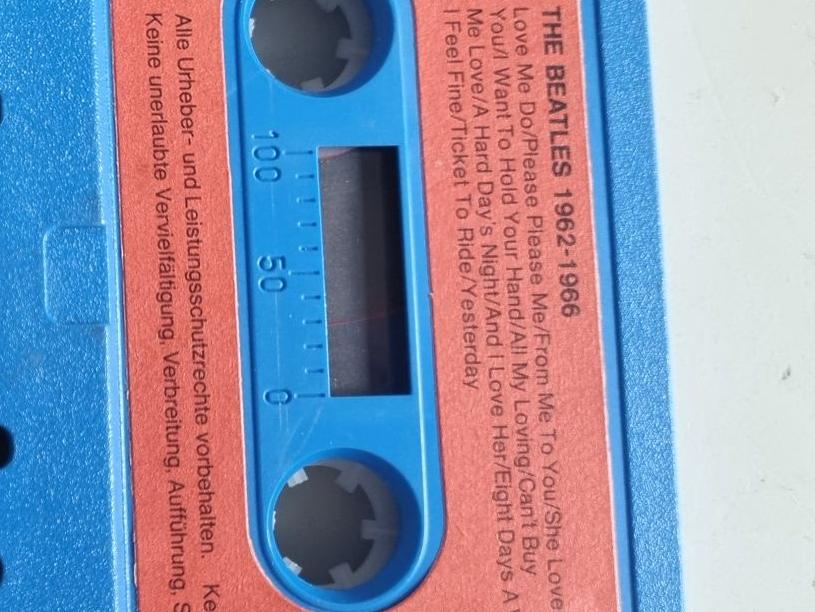 THE BEATLES 1962-1966
Love Me Do/Please Please Me/From Me To You/She Love
You/I Want To Hold Your Hand/All My Loving/Can't Buy
Me Love/A Hard Day's Night/And I Love Her/Eight Days A
I Feel Fine/Ticket To Ride/Yesterday
100 50 0
Alle Urheber- und Leistungsschutzrechte vorbehalten. Ke
Keine unerlaubte Vervielfältigung, Verbreitung, Aufführung, S